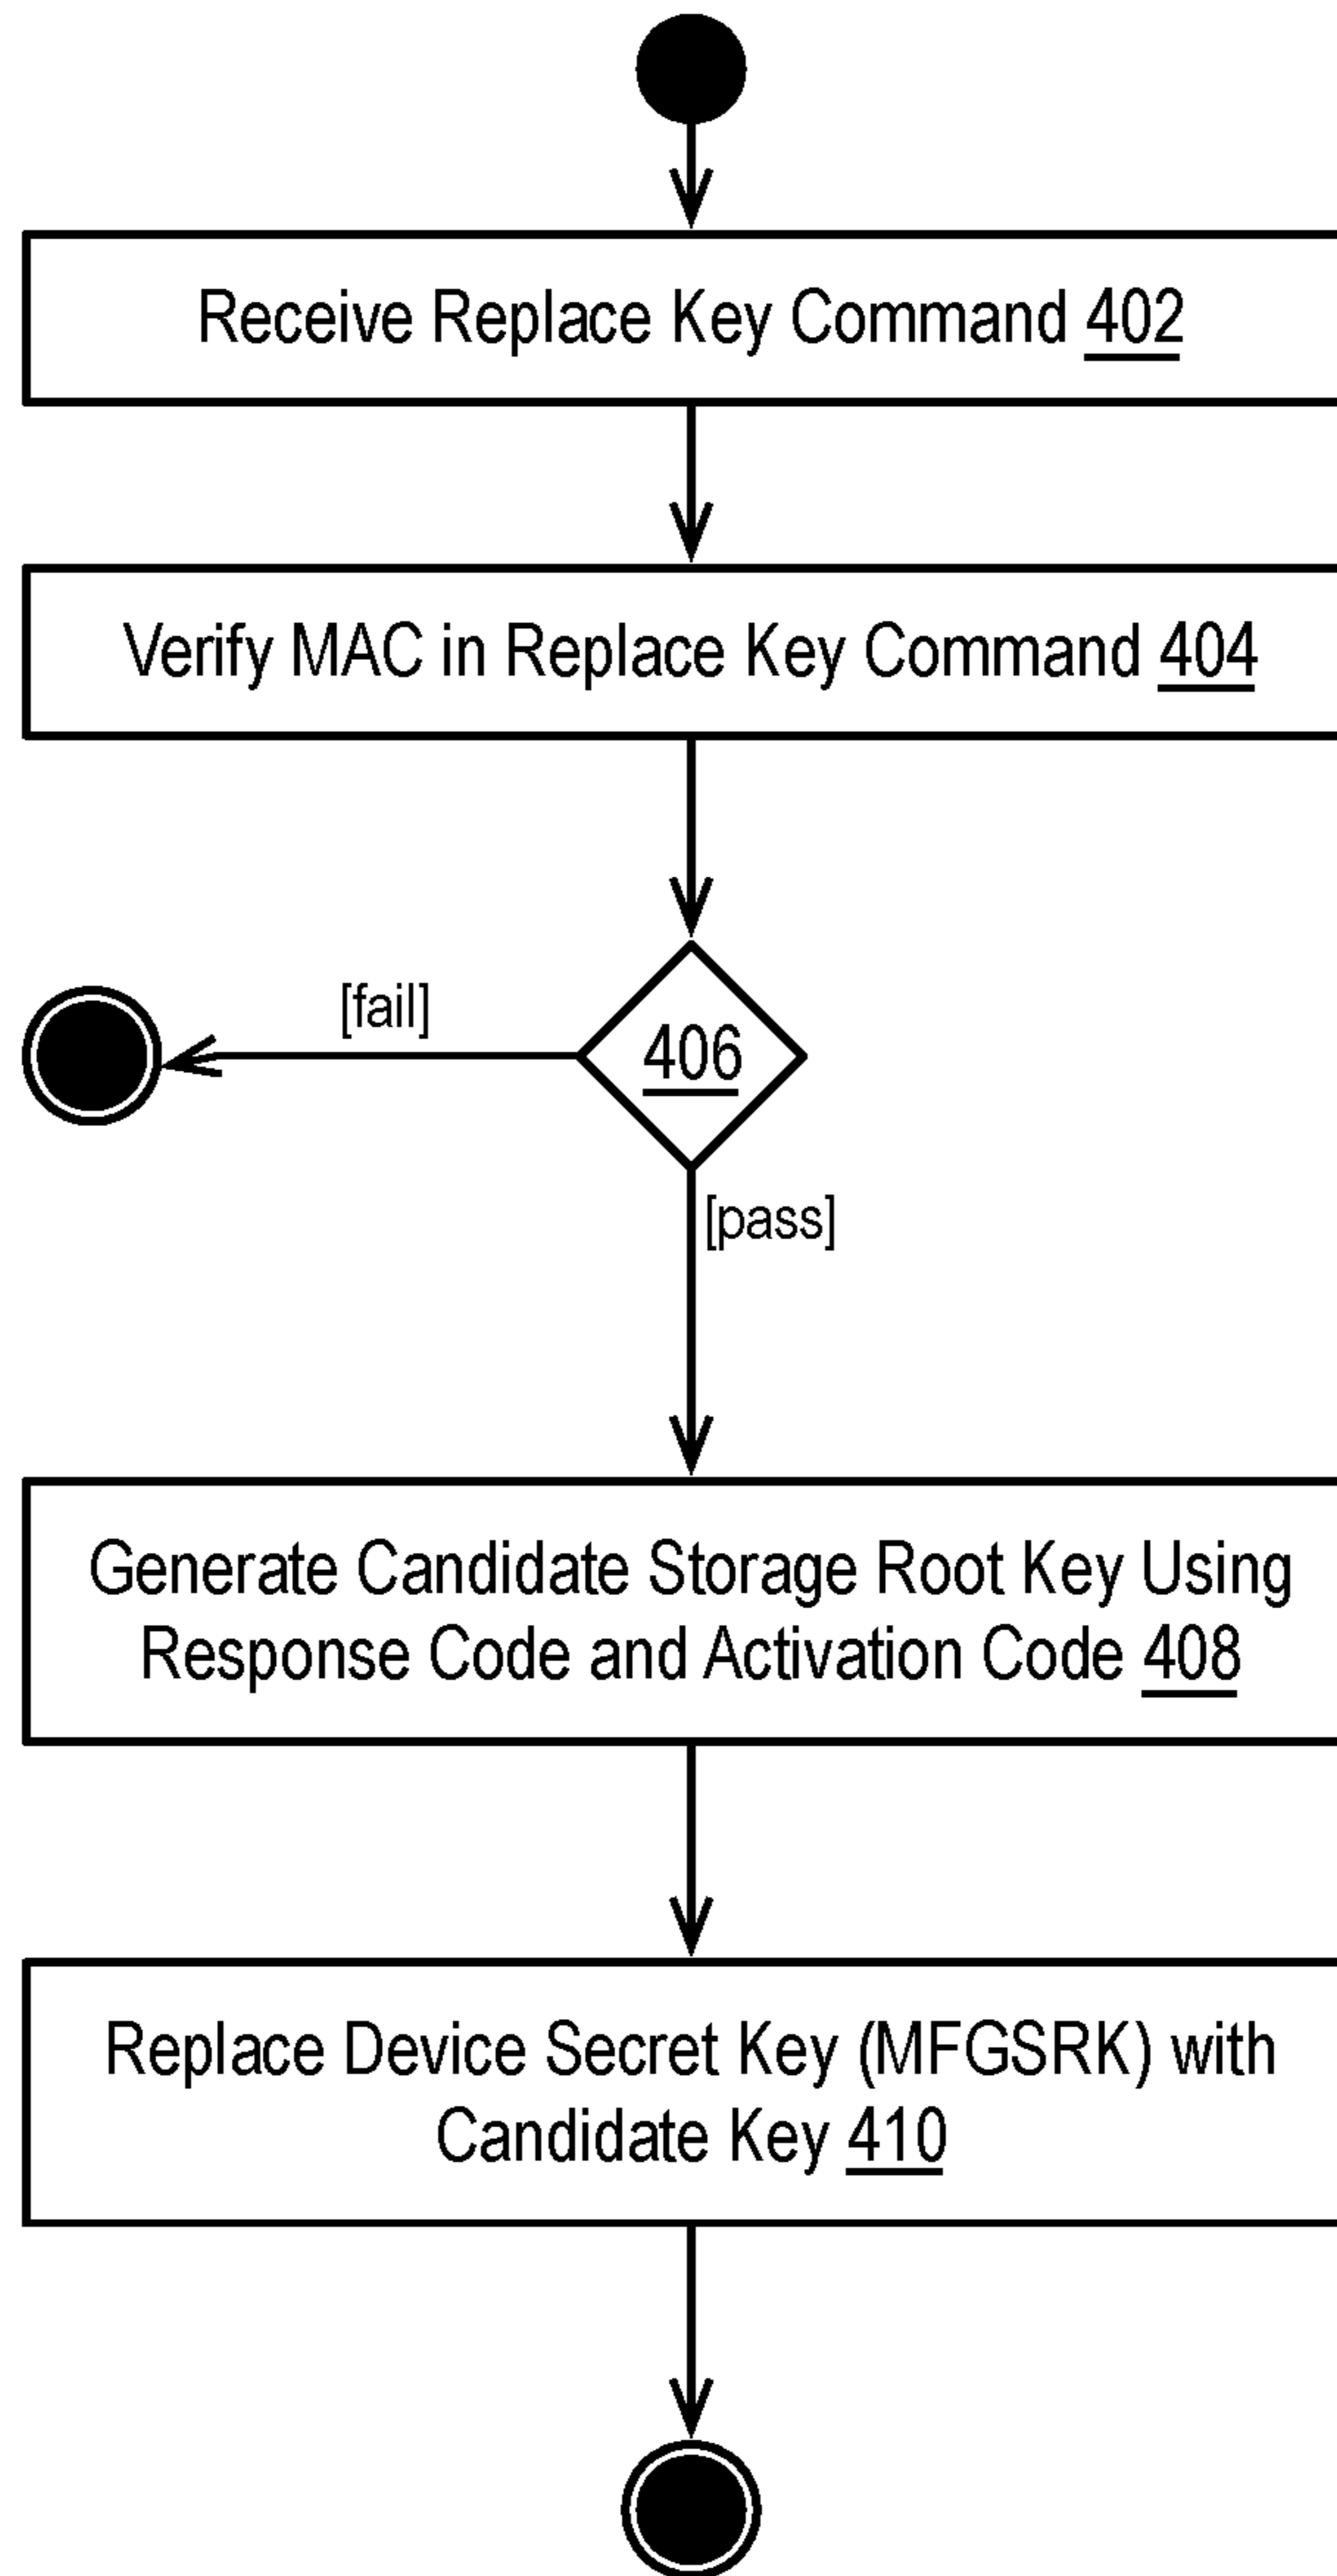 Receive Replace Key Command 402
Verify MAC in Replace Key Command 404
[fail]
406
[pass]
Generate Candidate Storage Root Key Using
Response Code and Activation Code 408
Replace Device Secret Key (MFGSRK) with
Candidate Key 410